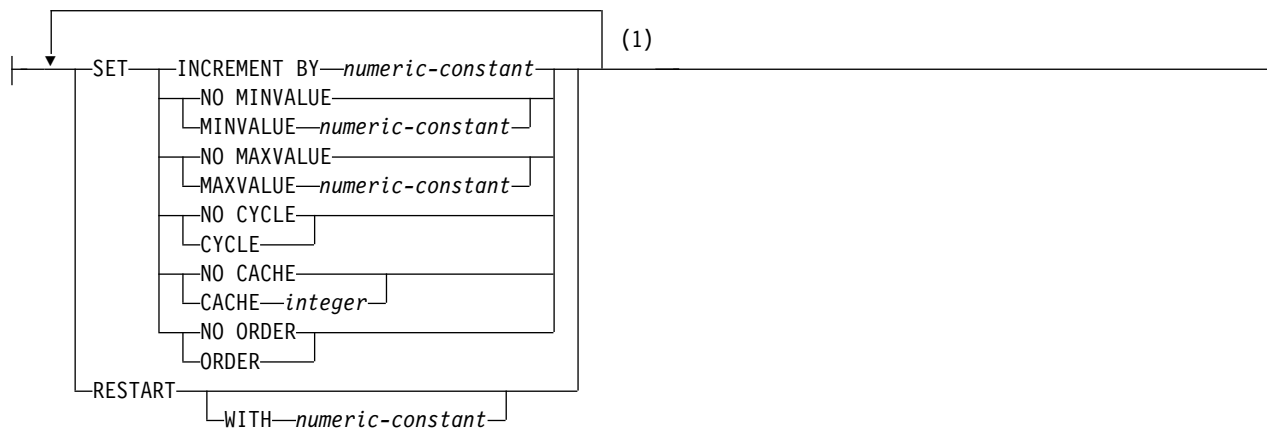 (1)
SET INCREMENT BY numeric-constant
NO MINVALUE
MINVALUE numeric-constant
NO MAXVALUE
MAXVALUE numeric-constant
NO CYCLE
CYCLE
NO CACHE
CACHE integer
NO ORDER
ORDER
RESTART
WITH numeric-constant